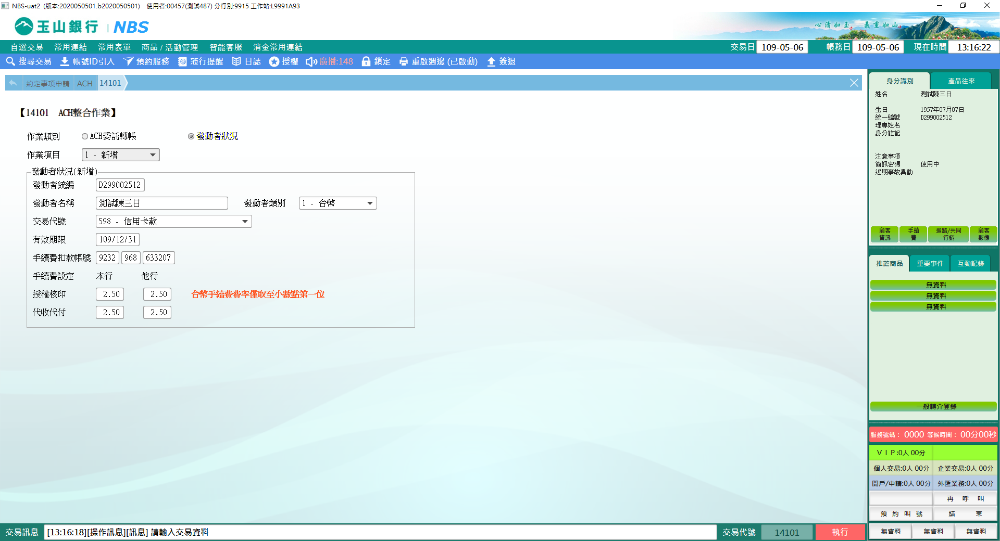 NBS-uat2 (版本:2020050501.b2020050501) 使用者:00457(測試487) 分行別:9915 工作站:L9991A93
玉山銀行 | NBS
心清如玉。義重如山。
自選交易 常用連結 常用表單 商品 / 活動管理 智能客服 消金常用連結 交易日 109-05-06 帳務日 109-05-06 現在時間 13:16:22
搜尋交易 帳號ID引入 預約服務 蒞行提醒 日誌 授權 廣播:148 鎖定 重啟週邊 (已啟動) 簽退
約定事項申請 ACH 14101
【14101 ACH整合作業】
作業類別 ACH委託轉帳 發動者狀況
作業項目 1 - 新增
發動者狀況(新增)
發動者統編 D299002512
發動者名稱 測試陳三日 發動者類別 1 - 台幣
交易代號 598 - 信用卡款
有效期限 109/12/31
手續費扣款帳號 9232 968 633207
手續費設定 本行 他行
授權核印 2.50 2.50 台幣手續費費率僅取至小數點第一位
代收代付 2.50 2.50
身分識別 產品往來
姓名 測試陳三日
生日 1957年07月07日
統一編號 D299002512
理專姓名
身分註記
注意事項
簡訊密碼 使用中
近期事故異動
顧客資訊 手續費 通路/共同行銷 顧客影像
推薦商品 重要事件 互動記錄
無資料
無資料
無資料
一般轉介登錄
服務號碼： 0000 等候時間： 00分00秒
ＶＩＰ:0人 00分
個人交易:0人 00分 企業交易:0人 00分
開戶/申請:0人 00分 外匯業務:0人 00分
再 呼 叫
預 約 叫 號 結 束
無資料 無資料 無資料
交易訊息 [13:16:18][操作訊息][訊息] 請輸入交易資料 交易代號 14101 執行